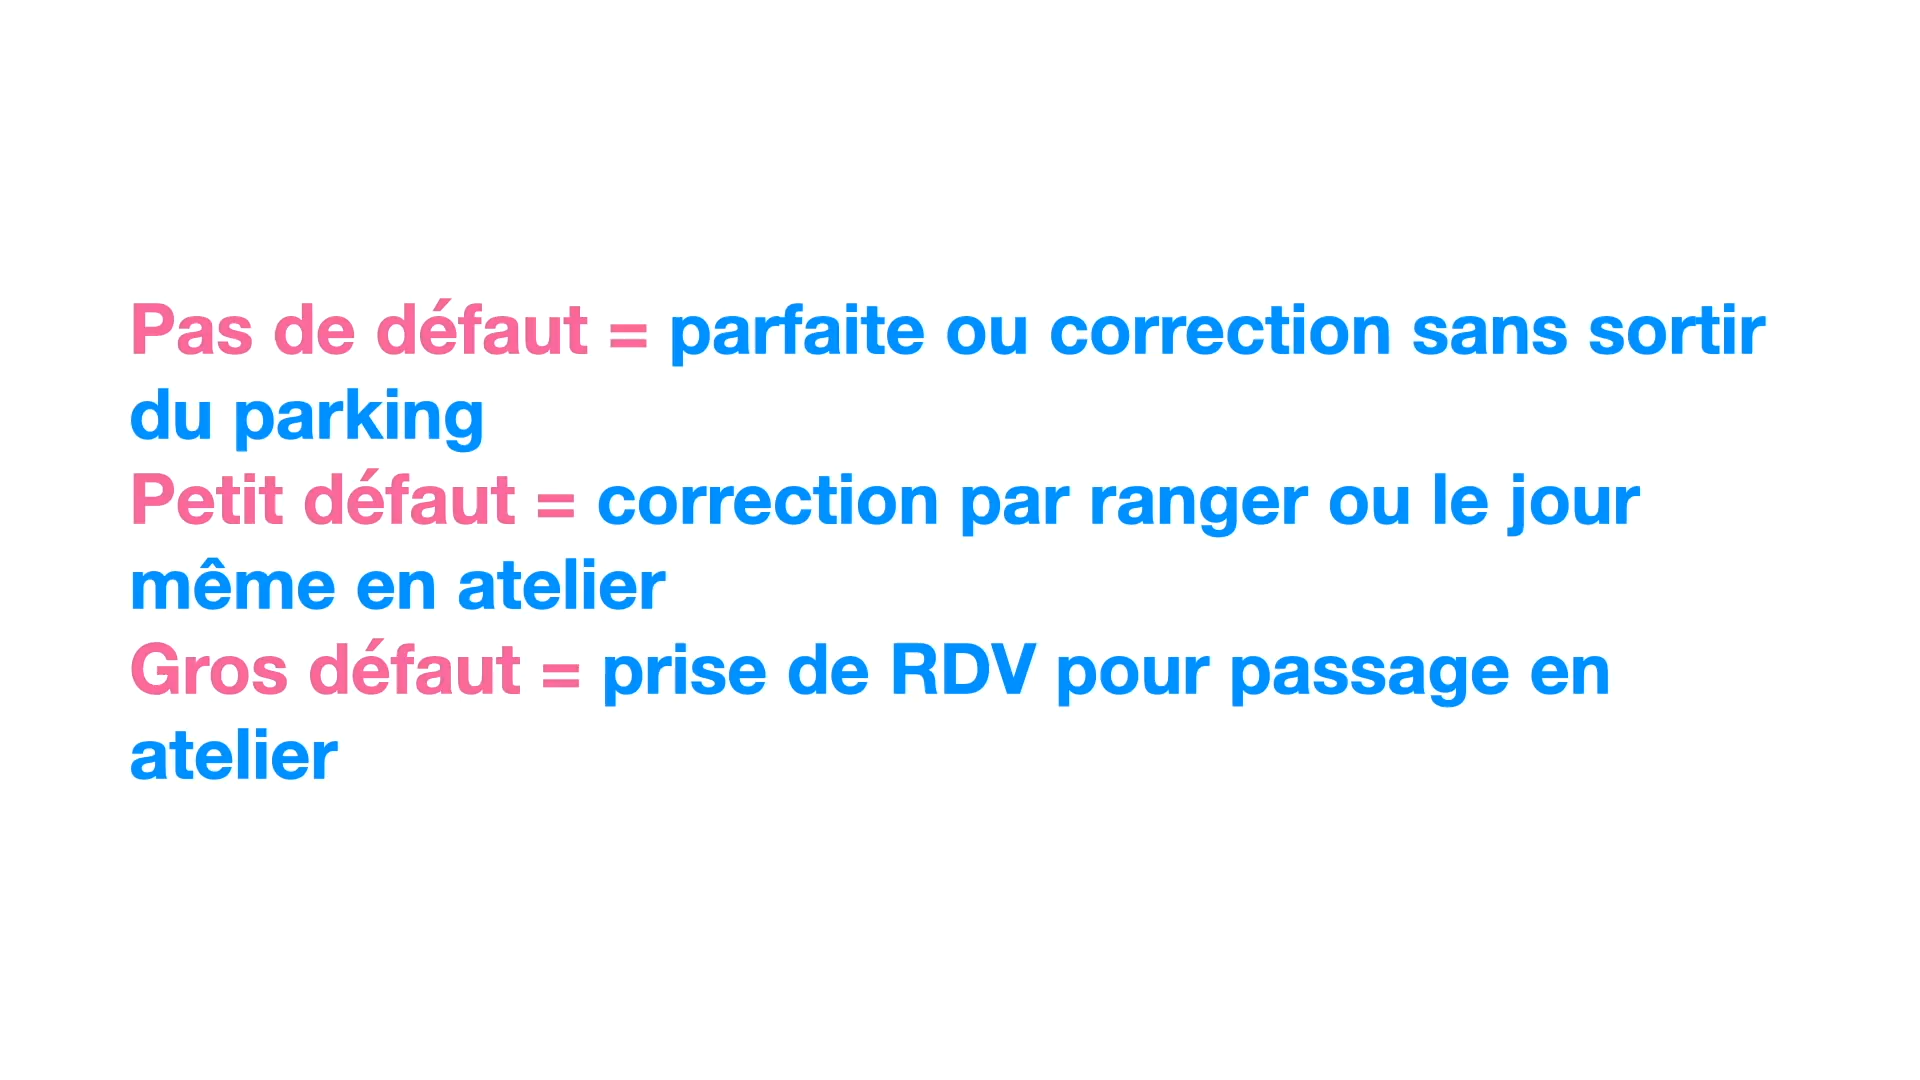 Pas de défaut = parfaite ou correction sans sortir
du parking
Petit défaut = correction par ranger ou le jour
même en atelier
Gros défaut = prise de RDV pour passage en
atelier